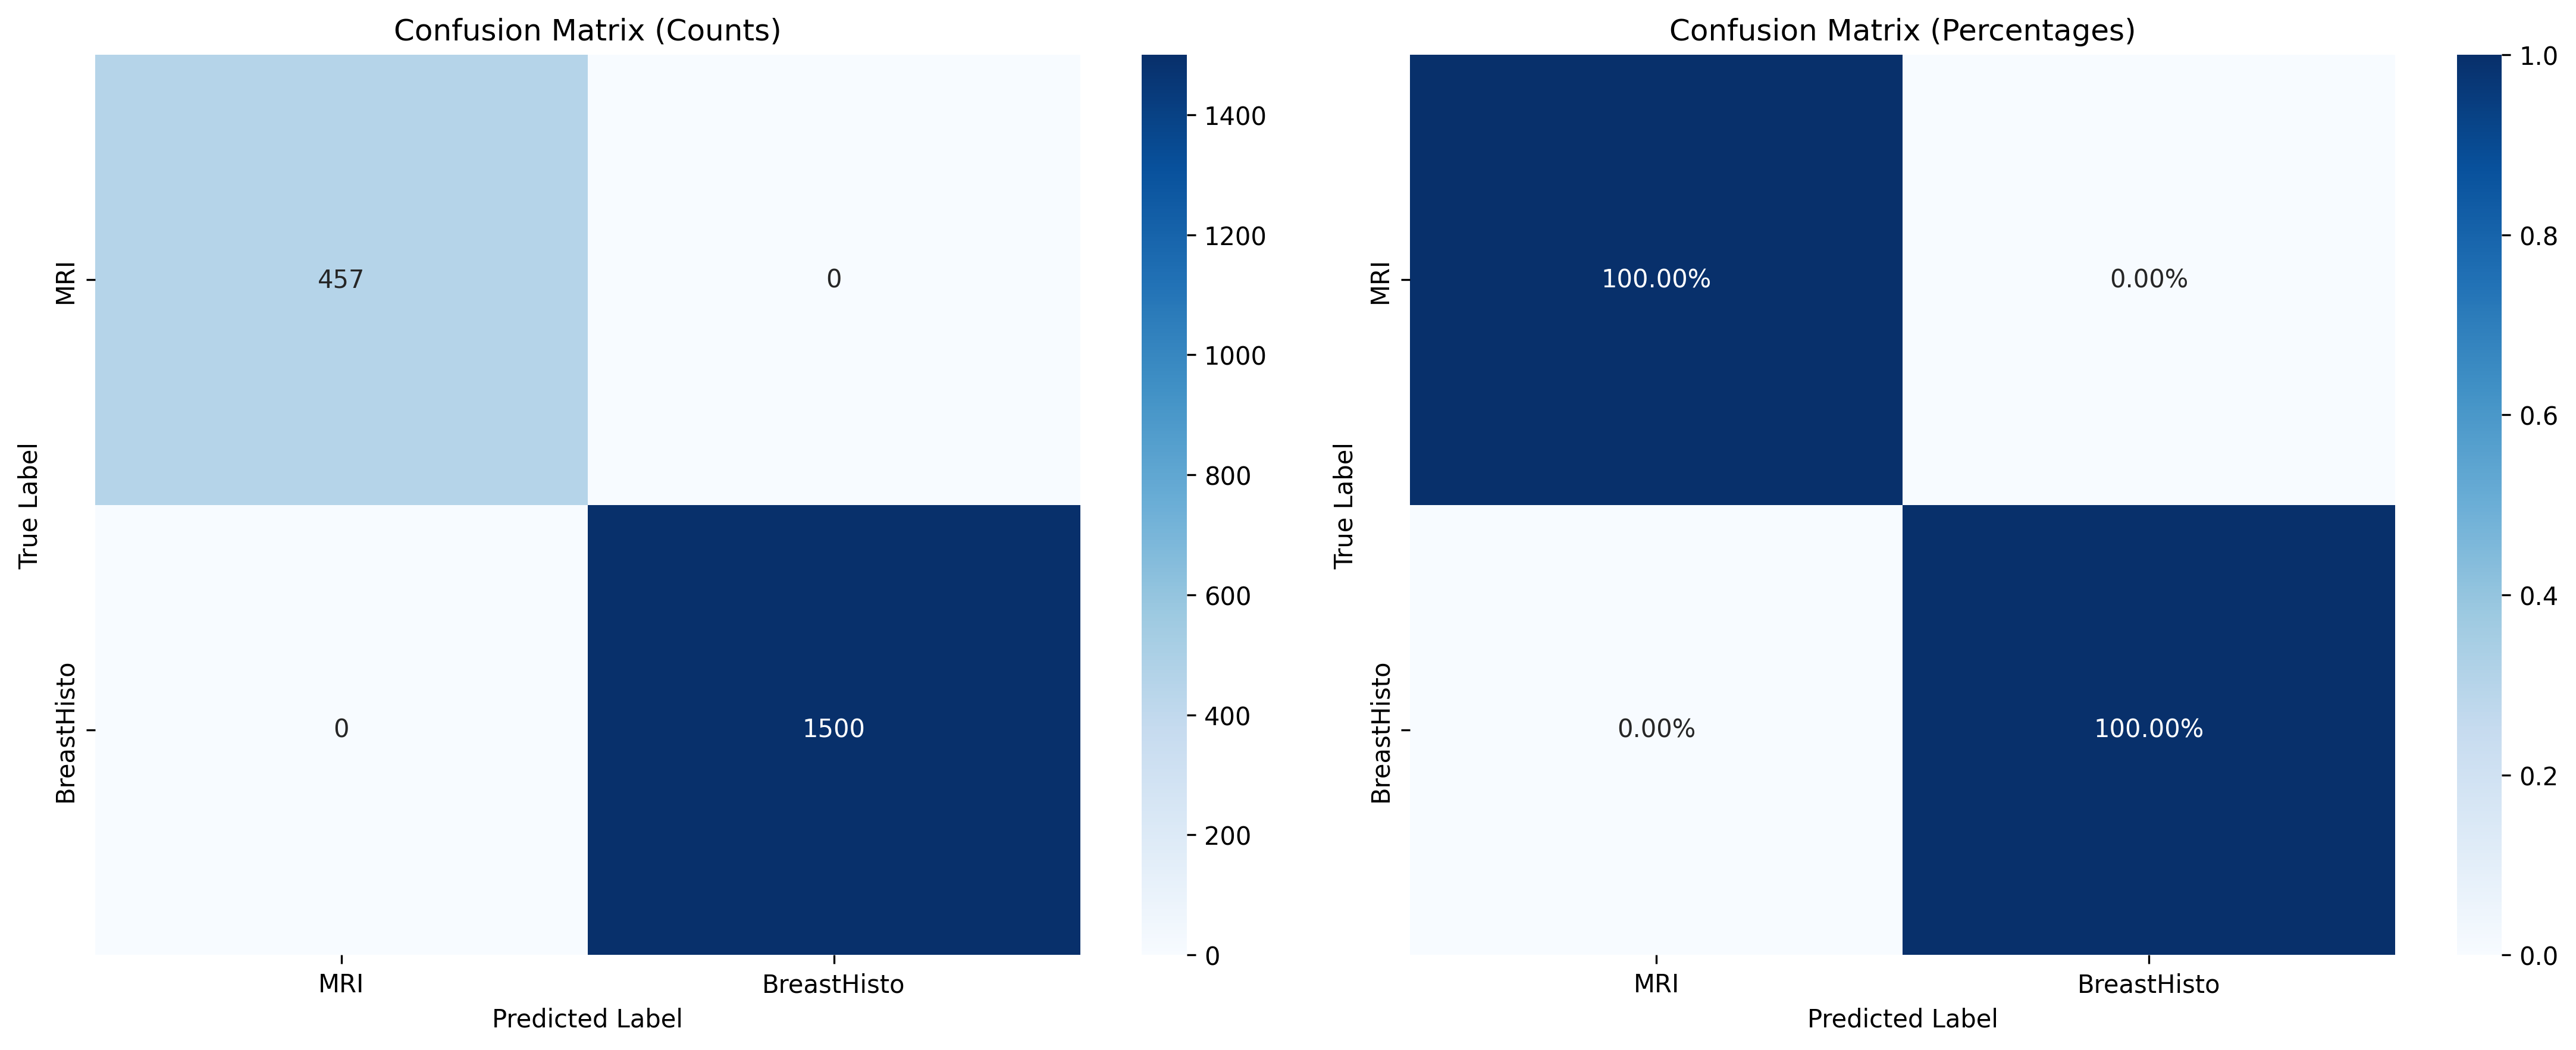 Confusion Matrix (Counts)
True Label
MRI
BreastHisto
457
0
0
1500
MRI
BreastHisto
Predicted Label
1400
1200
1000
800
600
400
200
0
Confusion Matrix (Percentages)
True Label
MRI
BreastHisto
100.00%
0.00%
0.00%
100.00%
MRI
BreastHisto
Predicted Label
1.0
0.8
0.6
0.4
0.2
0.0